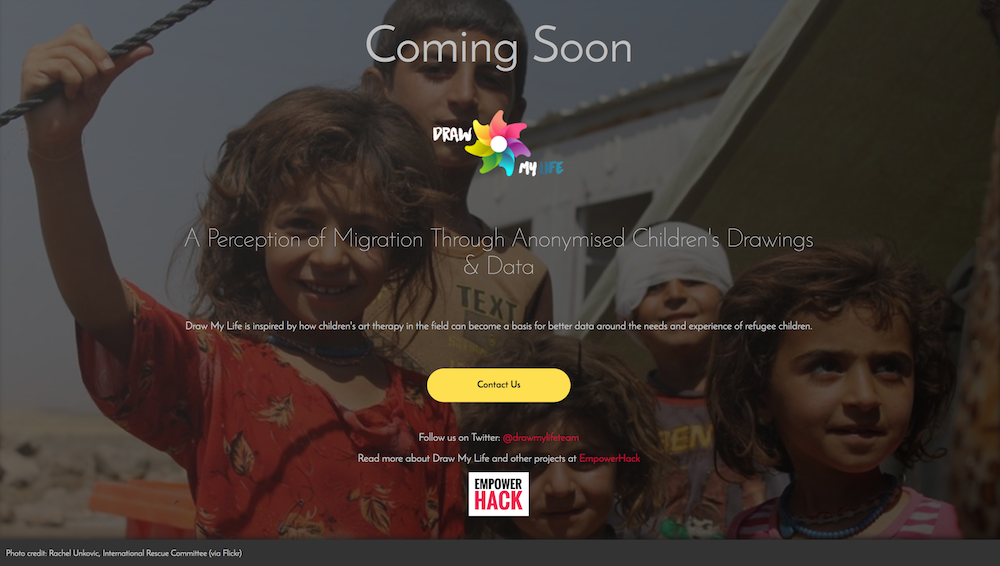 Coming Soon
DRAW
MY LIFE
A Perception of Migration Through Anonymised Children's Drawings
& Data
TEXT
Draw My Life is inspired by how children's art therapy in the field can become a basis for better data around the needs and experience of refugee children.
Contact Us
BEN
Follow us on Twitter: @drawmylifeteam
Read more about Draw My Life and other projects at EmpowerHack
EMPOWER
HACK
Photo credit: Rachel Unkovic, International Rescue Committee (via Flickr)